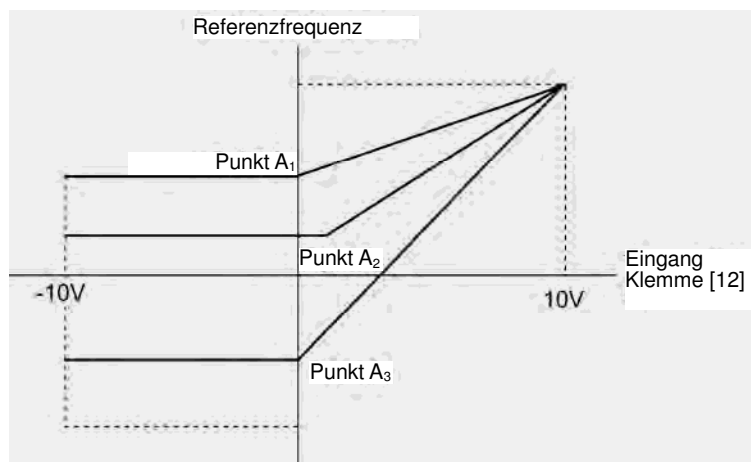 Referenzfrequenz
Punkt A₁
Punkt A₂
Eingang
Klemme [12]
-10V
10V
Punkt A₃